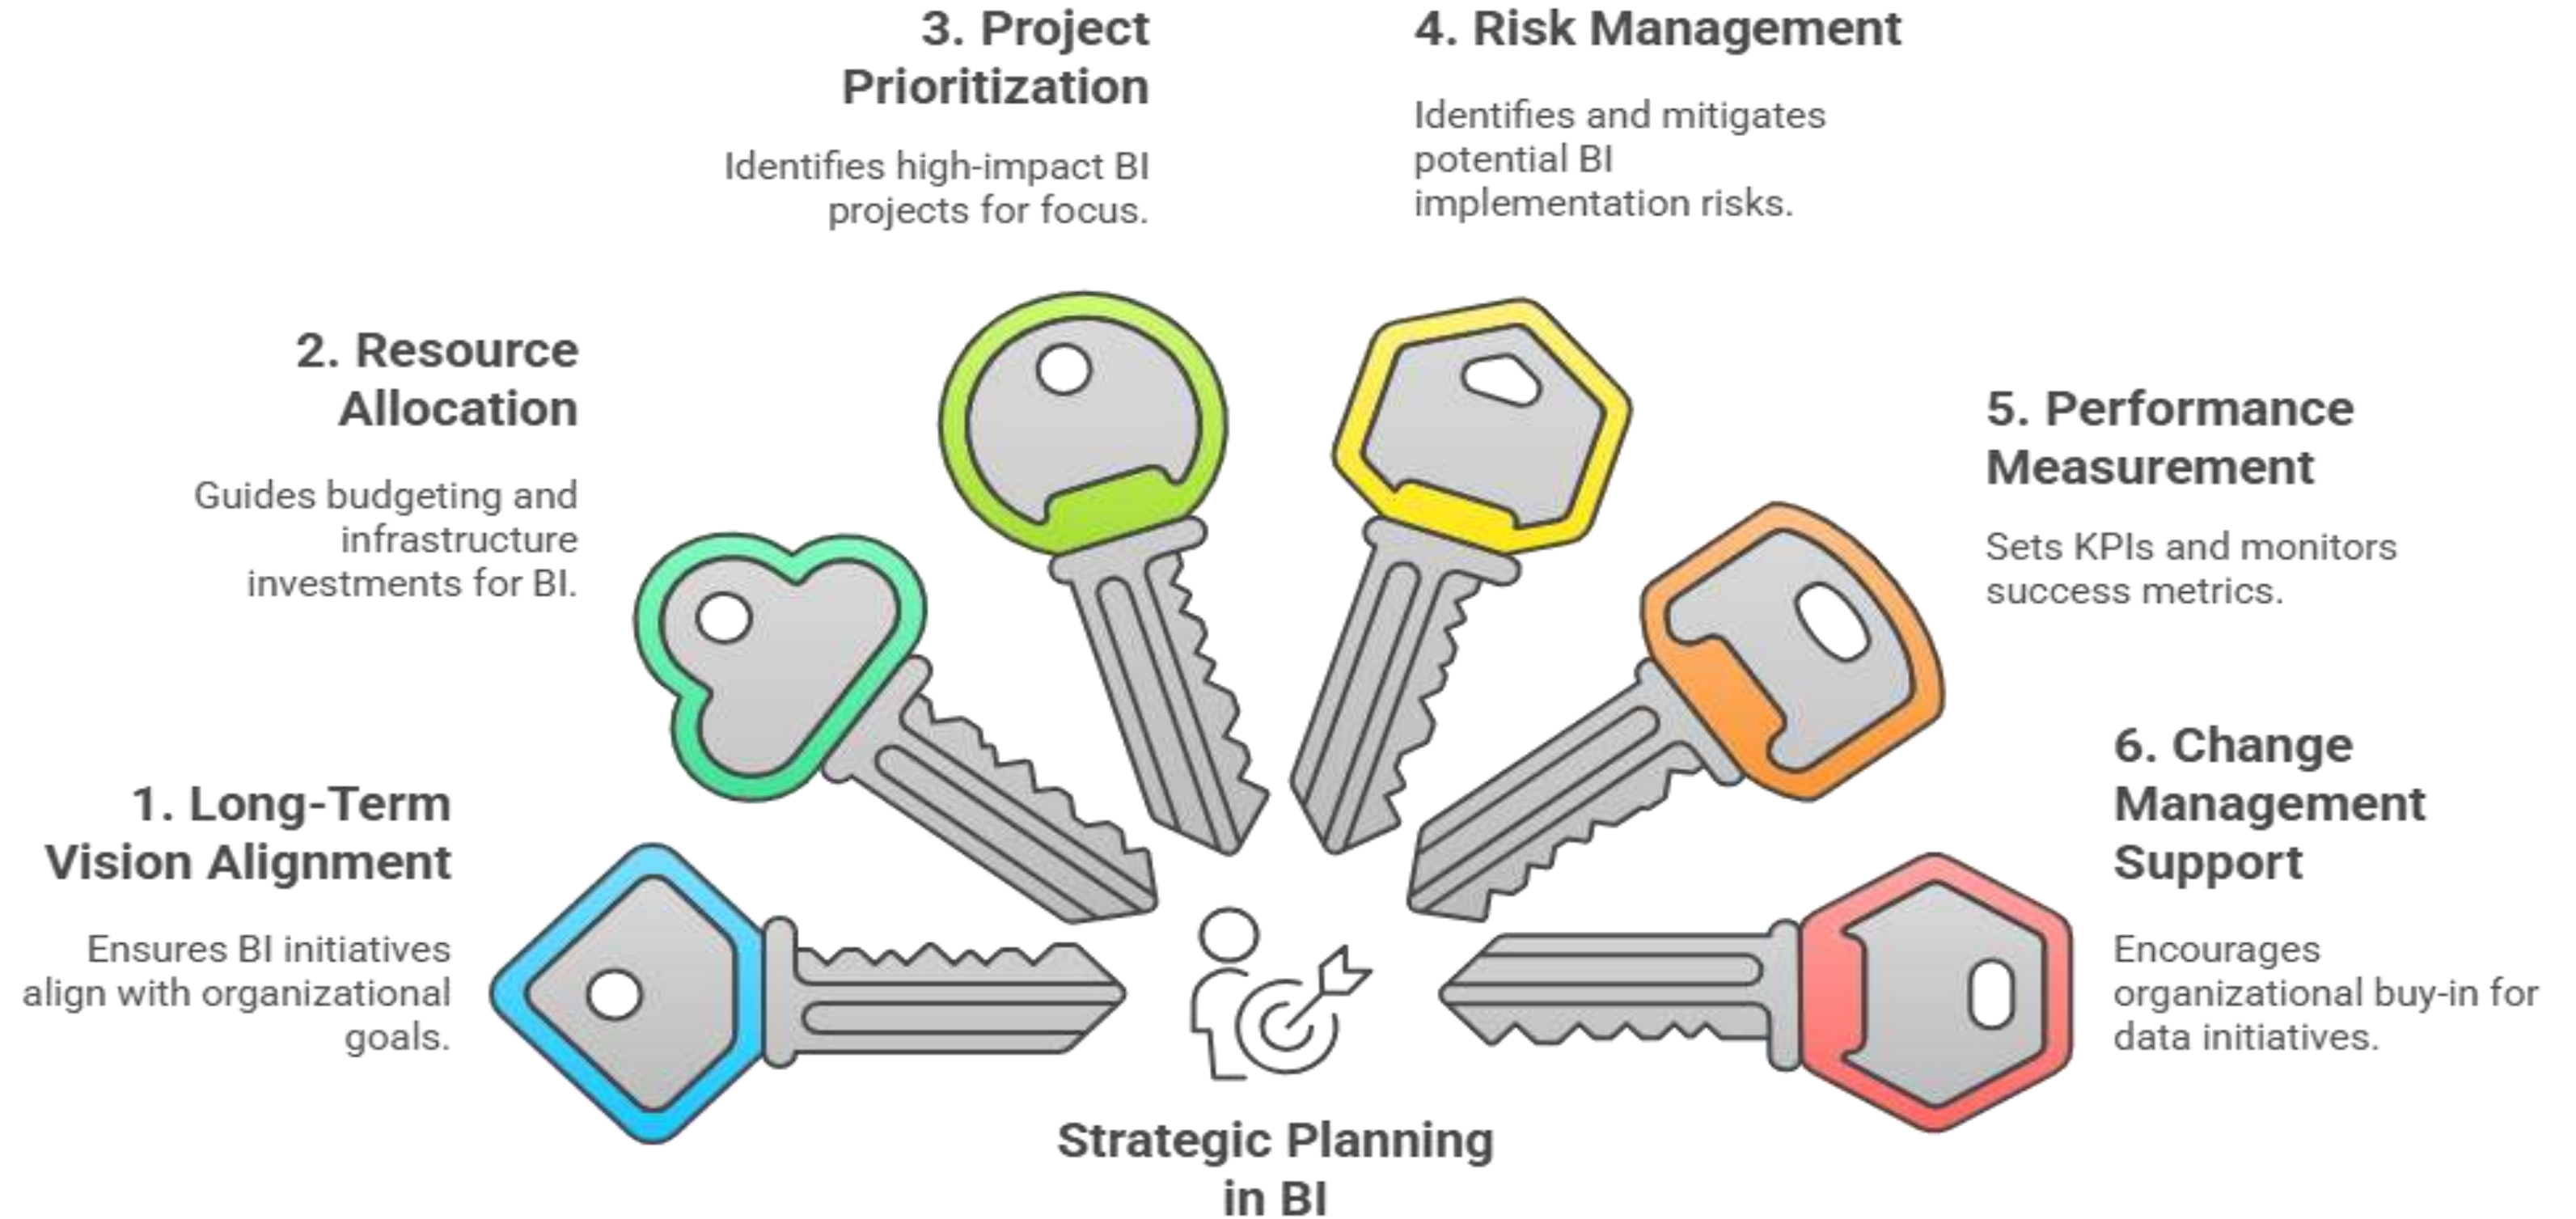 1. Long-Term
Vision Alignment
Ensures BI initiatives
align with organizational
goals.
2. Resource
Allocation
Guides budgeting and
infrastructure
investments for BI.
3. Project
Prioritization
Identifies high-impact BI
projects for focus.
4. Risk Management
Identifies and mitigates
potential BI
implementation risks.
5. Performance
Measurement
Sets KPIs and monitors
success metrics.
6. Change
Management
Support
Encourages
organizational buy-in for
data initiatives.
Strategic Planning
in BI